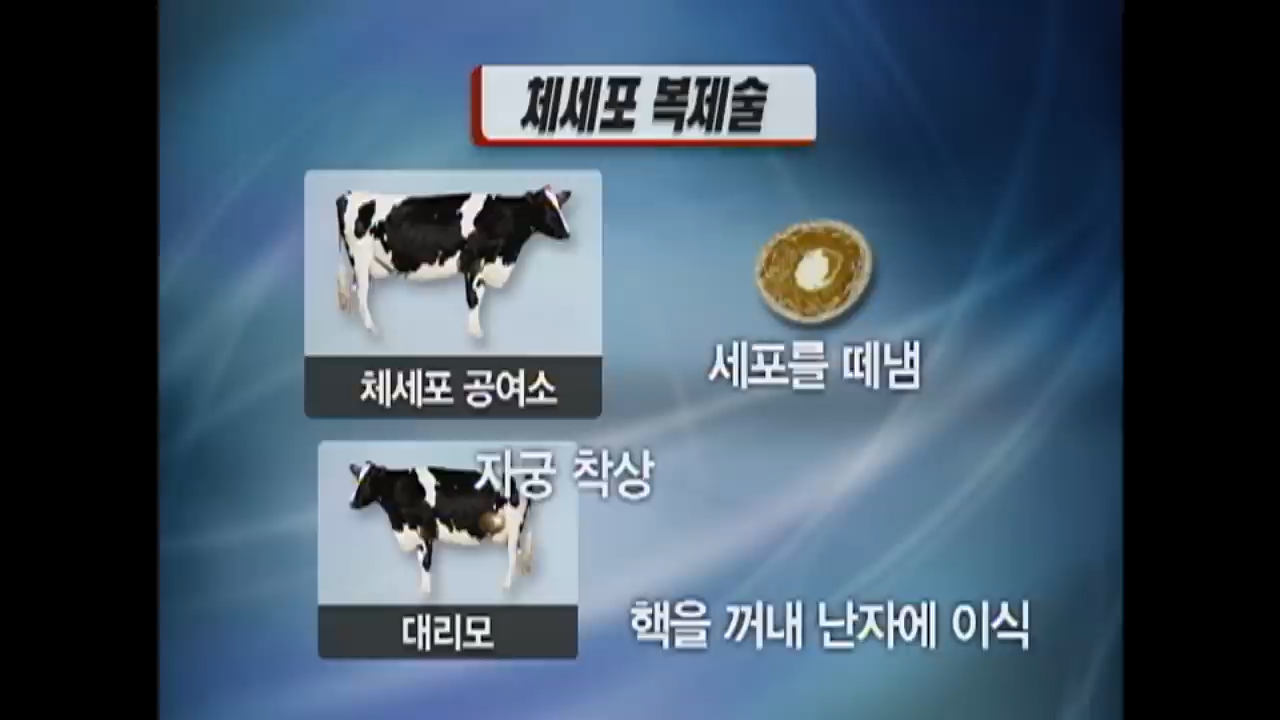 체세포 복제술
체세포 공여소
세포를 떼냄
자궁 착상
대리모
핵을 꺼내 난자에 이식